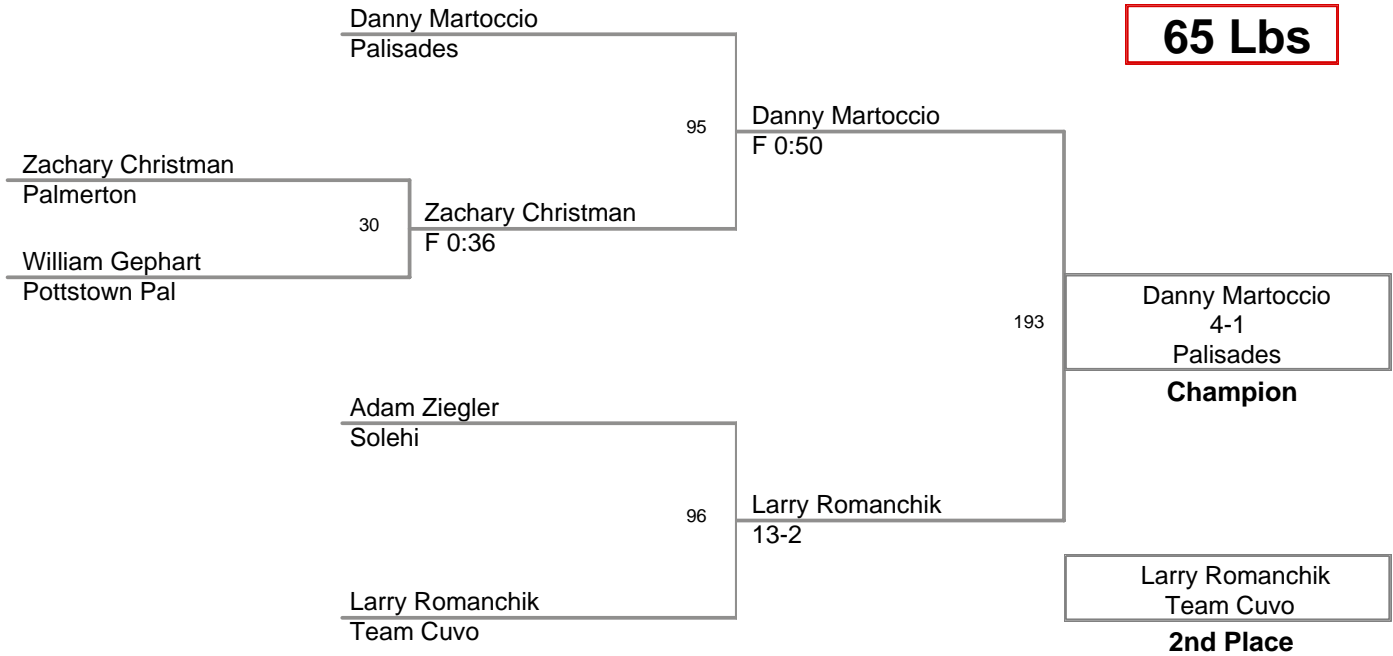 65 Lbs
Danny Martoccio
Palisades
95
Danny Martoccio
F 0:50
Zachary Christman
Palmerton
30
Zachary Christman
F 0:36
William Gephart
Pottstown Pal
193
Danny Martoccio
4-1
Palisades
Champion
Adam Ziegler
Solehi
96
Larry Romanchik
13-2
Larry Romanchik
Team Cuvo
Larry Romanchik
Team Cuvo
2nd Place